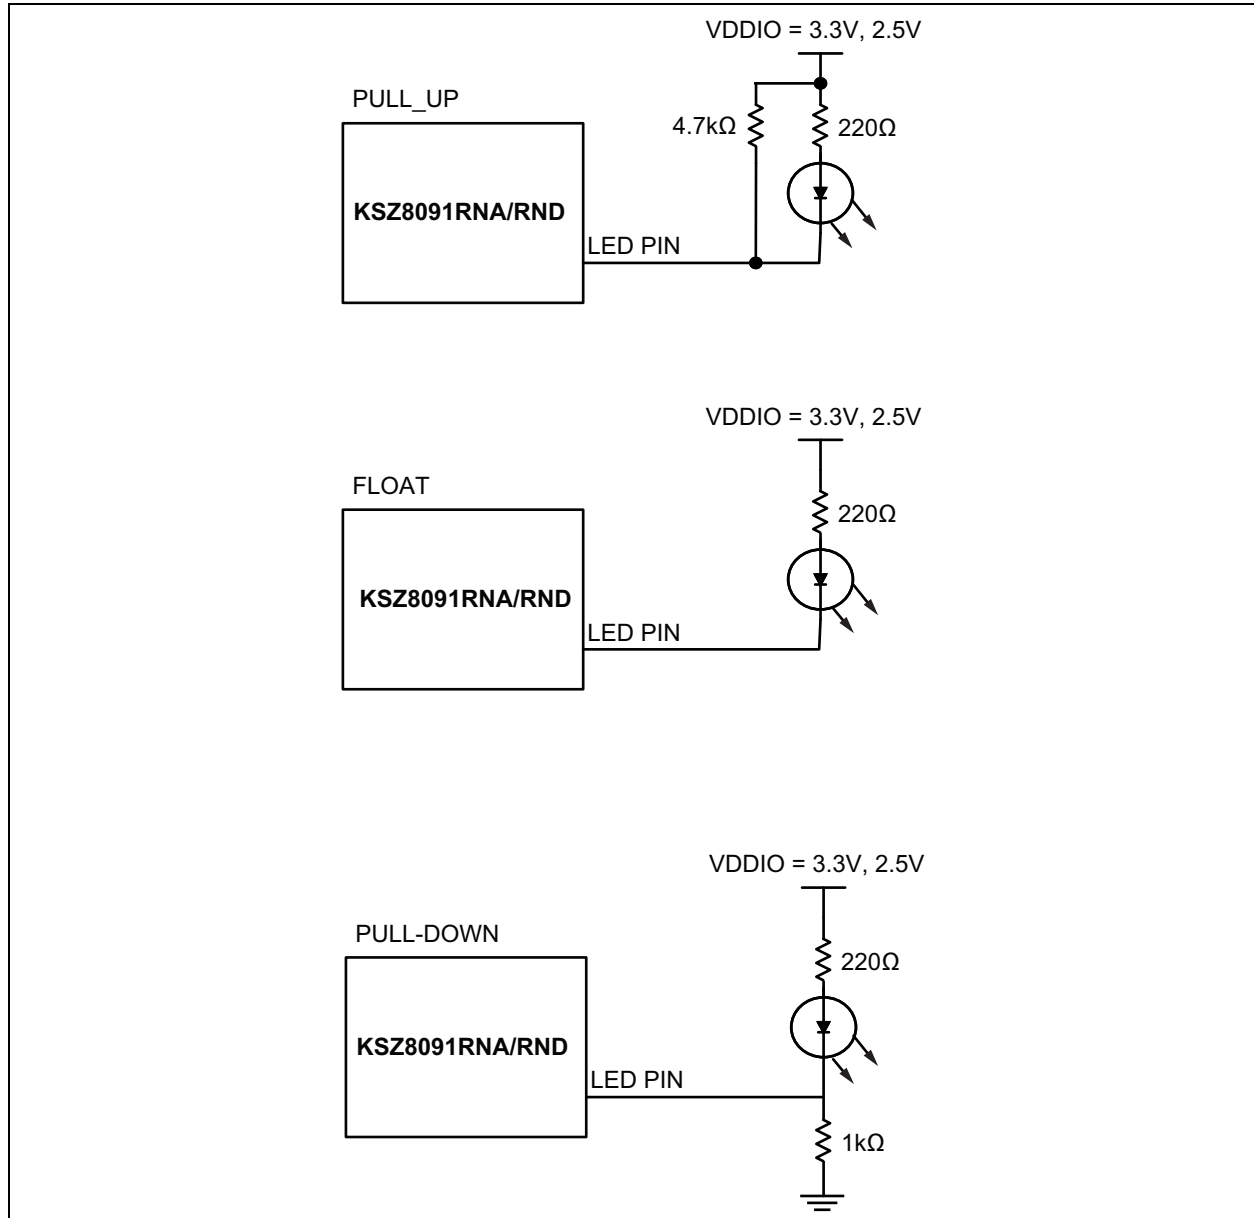 VDDIO = 3.3V, 2.5V
PULL_UP
4.7kΩ
220Ω
KSZ8091RNA/RND
LED PIN
VDDIO = 3.3V, 2.5V
FLOAT
220Ω
KSZ8091RNA/RND
LED PIN
VDDIO = 3.3V, 2.5V
PULL-DOWN
220Ω
KSZ8091RNA/RND
LED PIN
1kΩ